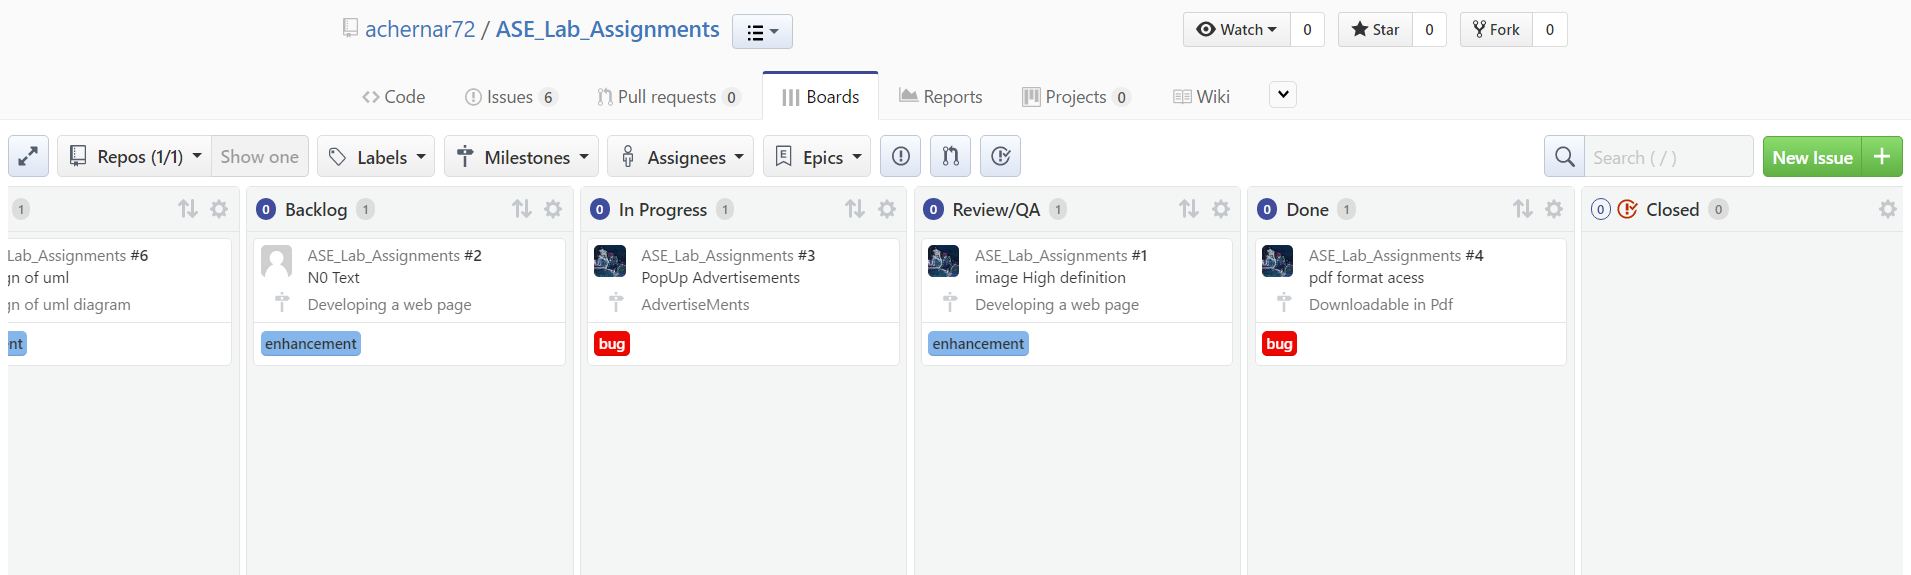 achernar72 / ASE_Lab_Assignments
Watch 0 Star 0 Fork 0
Code Issues 6 Pull requests 0 Boards Reports Projects 0 Wiki
Repos (1/1) Show one Labels Milestones Assignees E Epics Search ( / ) New Issue +
1
_Lab_Assignments #6
gn of uml
gn of uml diagram
nt
0 Backlog 1
ASE_Lab_Assignments #2
N0 Text
Developing a web page
enhancement
0 In Progress 1
ASE_Lab_Assignments #3
PopUp Advertisements
AdvertiseMents
bug
0 Review/QA 1
ASE_Lab_Assignments #1
image High definition
Developing a web page
enhancement
0 Done 1
ASE_Lab_Assignments #4
pdf format acess
Downloadable in Pdf
bug
0 Closed 0